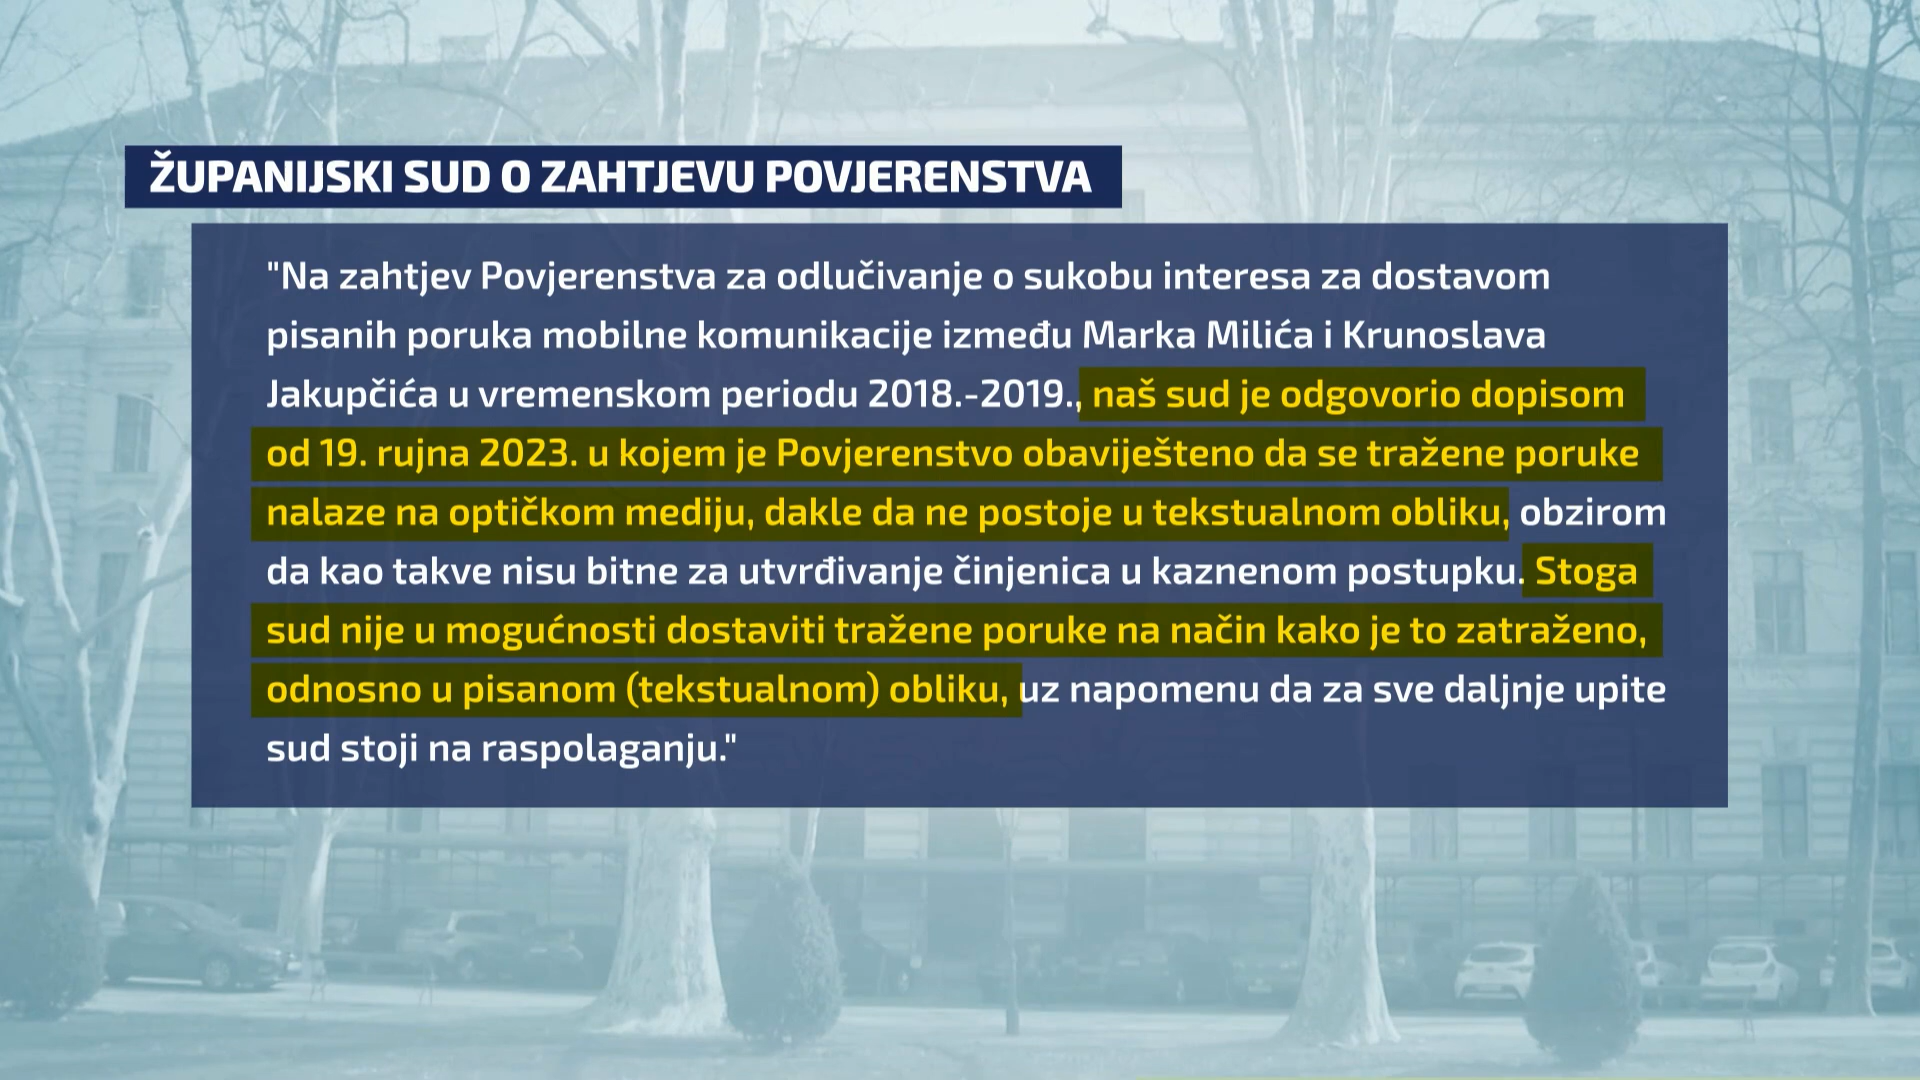 ŽUPANIJSKI SUD O ZAHTJEVU POVJERENSTVA
"Na zahtjev Povjerenstva za odlučivanje o sukobu interesa za dostavom
pisanih poruka mobilne komunikacije između Marka Milića i Krunoslava
Jakupčića u vremenskom periodu 2018.-2019., naš sud je odgovorio dopisom
od 19. rujna 2023. u kojem je Povjerenstvo obaviješteno da se tražene poruke
nalaze na optičkom mediju, dakle da ne postoje u tekstualnom obliku, obzirom
da kao takve nisu bitne za utvrđivanje činjenica u kaznenom postupku. Stoga
sud nije u mogućnosti dostaviti tražene poruke na način kako je to zatraženo,
odnosno u pisanom (tekstualnom) obliku, uz napomenu da za sve daljnje upite
sud stoji na raspolaganju."